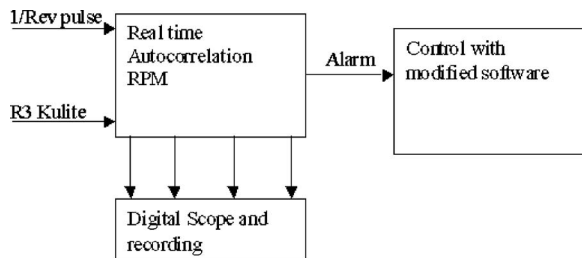 1/Rev pulse
Real time
Autocorrelation
RPM
R3 Kulite
Alarm
Control with
modified software
Digital Scope and
recording